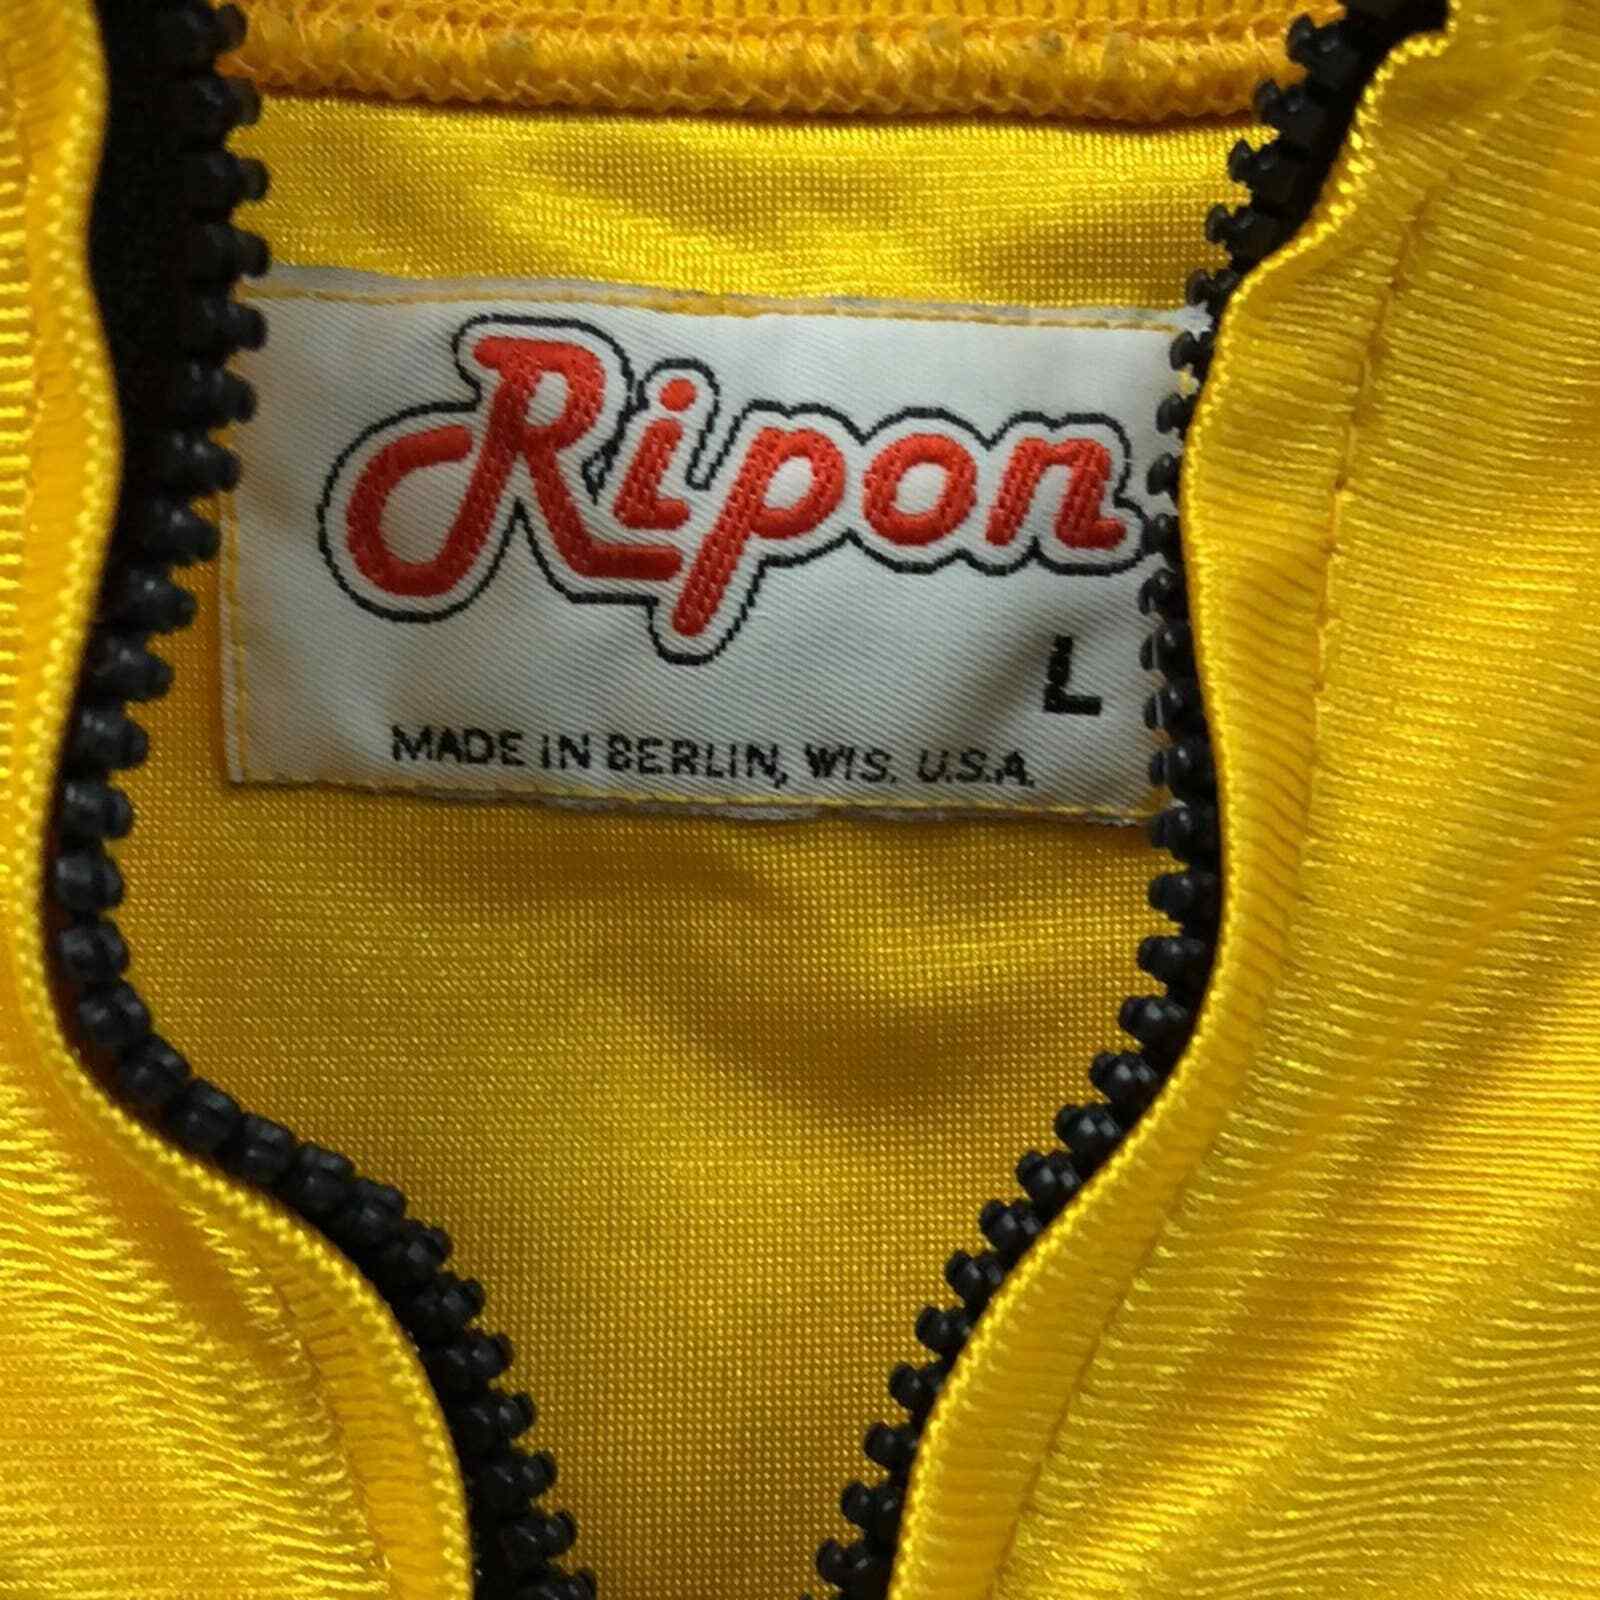 Ripon
L
MADE IN BERLIN, WIS. U.S.A.